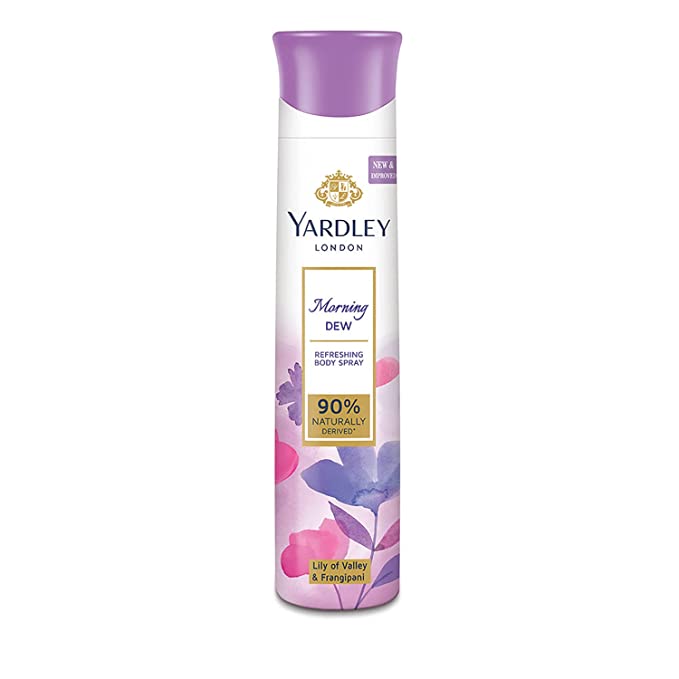 NEW &
IMPROVED
YARDLEY
LONDON
Morning
DEW
REFRESHING
BODY SPRAY
90%
NATURALLY
DERIVED*
Lily of Valley
& Frangipani